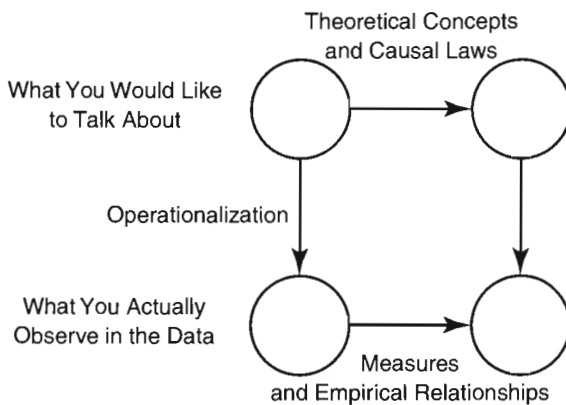 Theoretical Concepts
and Causal Laws
What You Would Like
to Talk About
Operationalization
What You Actually
Observe in the Data
Measures
and Empirical Relationships